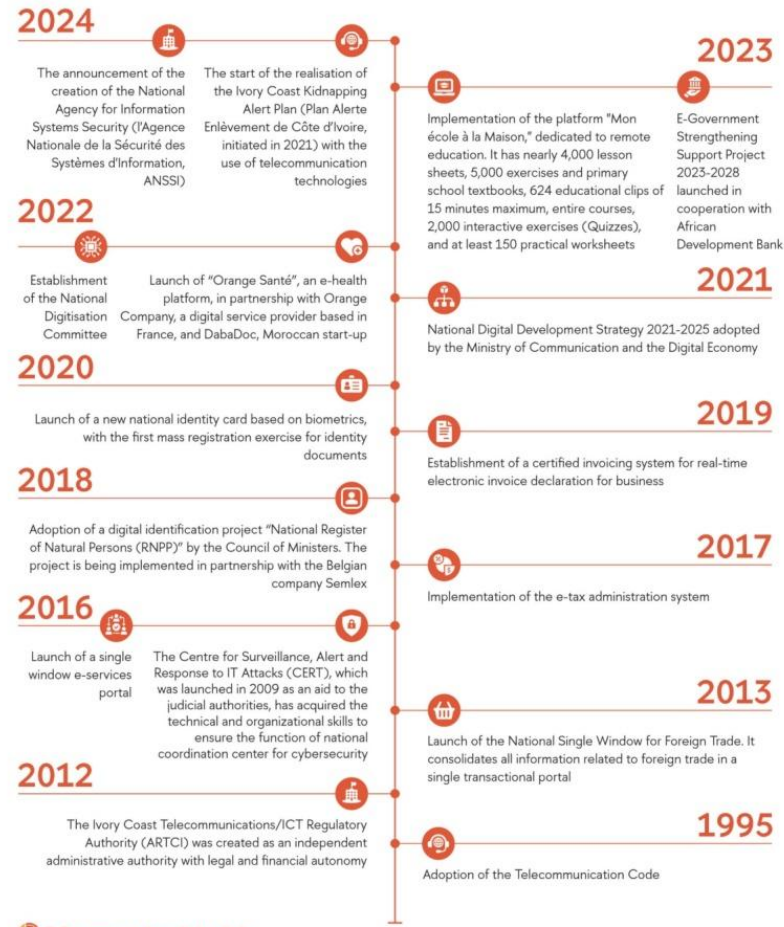 2024
The announcement of the
creation of the National
Agency for Information
Systems Security (l'Agence
Nationale de la Sécurité des
Systèmes d'Information,
ANSSI)
The start of the realisation of
the Ivory Coast Kidnapping
Alert Plan (Plan Alerte
Enlèvement de Côte d'Ivoire,
initiated in 2021) with the
use of telecommunication
technologies
2023
Implementation of the platform "Mon
école à la Maison," dedicated to remote
education. It has nearly 4,000 lesson
sheets, 5,000 exercises and primary
school textbooks, 624 educational clips of
15 minutes maximum, entire courses,
2,000 interactive exercises (Quizzes),
and at least 150 practical worksheets
E-Government
Strengthening
Support Project
2023-2028
launched in
cooperation with
African
Development Bank
2022
Establishment
of the National
Digitisation
Committee
Launch of “Orange Santé”, an e-health
platform, in partnership with Orange
Company, a digital service provider based in
France, and DabaDoc, Moroccan start-up
2021
National Digital Development Strategy 2021-2025 adopted
by the Ministry of Communication and the Digital Economy
2020
Launch of a new national identity card based on biometrics,
with the first mass registration exercise for identity
documents
2019
Establishment of a certified invoicing system for real-time
electronic invoice declaration for business
2018
Adoption of a digital identification project “National Register
of Natural Persons (RNPP)” by the Council of Ministers. The
project is being implemented in partnership with the Belgian
company Semlex
2017
Implementation of the e-tax administration system
2016
Launch of a single
window e-services
portal
The Centre for Surveillance, Alert and
Response to IT Attacks (CERT), which
was launched in 2009 as an aid to the
judicial authorities, has acquired the
technical and organizational skills to
ensure the function of national
coordination center for cybersecurity
2013
Launch of the National Single Window for Foreign Trade. It
consolidates all information related to foreign trade in a
single transactional portal
2012
The Ivory Coast Telecommunications/ICT Regulatory
Authority (ARTCI) was created as an independent
administrative authority with legal and financial autonomy
1995
Adoption of the Telecommunication Code